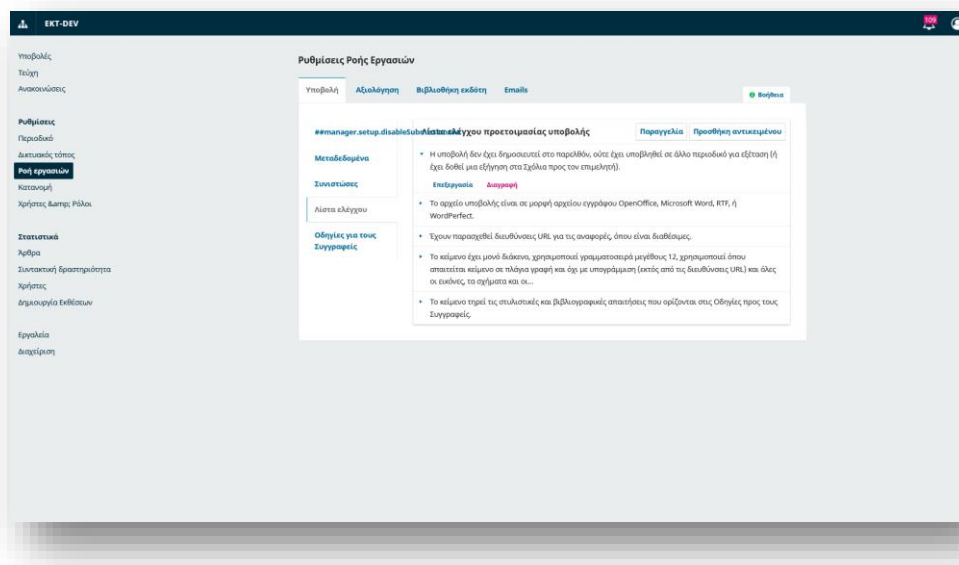 EKT-DEV
109
Υποβολές
Τεύχη
Ανακοινώσεις
Ρυθμίσεις
Περιοδικό
Δικτυακός τόπος
Ροή εργασιών
Κατανομή
Χρήστες &amp; Ρόλοι
Στατιστικά
Άρθρα
Συντακτική δραστηριότητα
Χρήστες
Δημιουργία Εκθέσεων
Εργαλεία
Διαχείριση
Ρυθμίσεις Ροής Εργασιών
Υποβολή Αξιολόγηση Βιβλιοθήκη εκδότη Emails
Βοήθεια
##manager.setup.disableSubmissions##
Μεταδεδομένα
Συνιστώσες
Λίστα ελέγχου
Οδηγίες για τους
Συγγραφείς
Λίστα ελέγχου προετοιμασίας υποβολής Παραγγελία Προσθήκη αντικειμένου
Η υποβολή δεν έχει δημοσιευτεί στο παρελθόν, ούτε έχει υποβληθεί σε άλλο περιοδικό για εξέταση (ή
έχει δοθεί μια εξήγηση στα Σχόλια προς τον επιμελητή).
Επεξεργασία Διαγραφή
Το αρχείο υποβολής είναι σε μορφή αρχείου εγγράφου OpenOffice, Microsoft Word, RTF, ή
WordPerfect.
Έχουν παρασχεθεί διευθύνσεις URL για τις αναφορές, όπου είναι διαθέσιμες.
Το κείμενο έχει μονό διάκενο, χρησιμοποιεί γραμματοσειρά μεγέθους 12, χρησιμοποιεί όπου
απαιτείται κείμενο σε πλάγια γραφή και όχι με υπογράμμιση (εκτός από τις διευθύνσεις URL) και όλες
οι εικόνες, τα σχήματα και οι...
Το κείμενο τηρεί τις στυλιστικές και βιβλιογραφικές απαιτήσεις που ορίζονται στις Οδηγίες προς τους
Συγγραφείς.